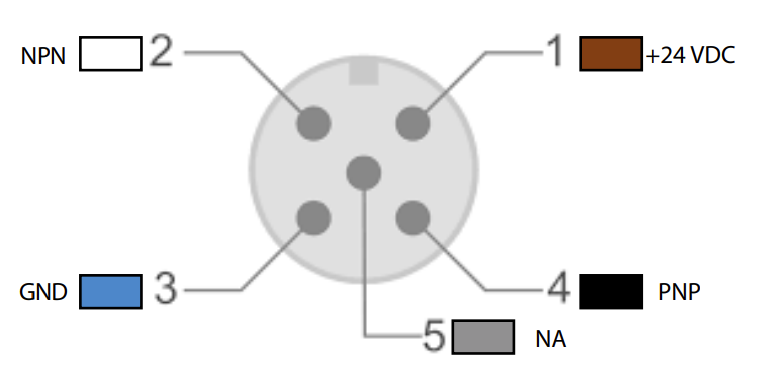 NPN 2
1 +24 VDC
GND 3
4 PNP
5 NA